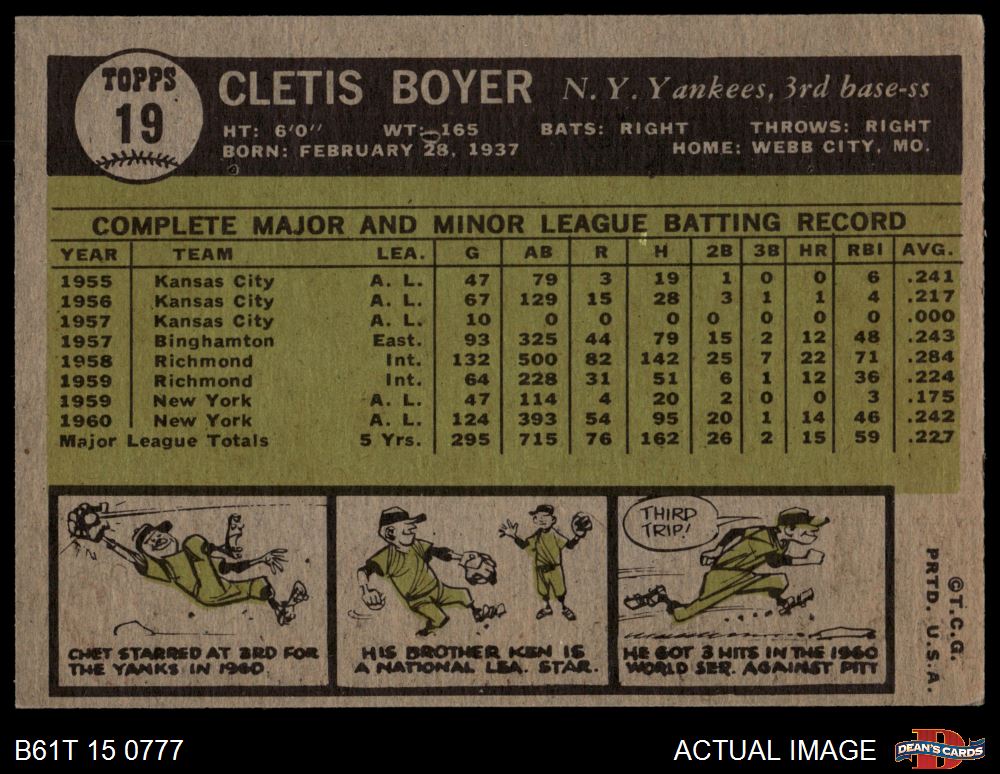 TOPPS
19
CLETIS BOYER N. Y. Yankees, 3rd base-ss
HT: 6'0" WT: 165 BATS: RIGHT THROWS: RIGHT
BORN: FEBRUARY 28, 1937 HOME: WEBB CITY, MO.
COMPLETE MAJOR AND MINOR LEAGUE BATTING RECORD
YEAR TEAM LEA. G AB R H 2B 3B HR RBI AVG.
1955 Kansas City A. L. 47 79 3 19 1 0 0 6 .241
1956 Kansas City A. L. 67 129 15 28 3 1 1 4 .217
1957 Kansas City A. L. 10 0 0 0 0 0 0 0 .000
1957 Binghamton East. 93 325 44 79 15 2 12 48 .243
1958 Richmond Int. 132 500 82 142 25 7 22 71 .284
1959 Richmond Int. 64 228 31 51 6 1 12 36 .224
1959 New York A. L. 47 114 4 20 2 0 0 3 .175
1960 New York A. L. 124 393 54 95 20 1 14 46 .242
Major League Totals 5 Yrs. 295 715 76 162 26 2 15 59 .227
CHET STARRED AT 3RD FOR
THE YANKS IN 1960
HIS BROTHER KEN IS
A NATIONAL LEA. STAR.
THIRD
TRIP!
HE GOT 3 HITS IN THE 1960
WORLD SER. AGAINST PITT
©T.C.G.
PRTD. U.S.A.
B61T 15 0777
ACTUAL IMAGE
DEAN'S CARDS